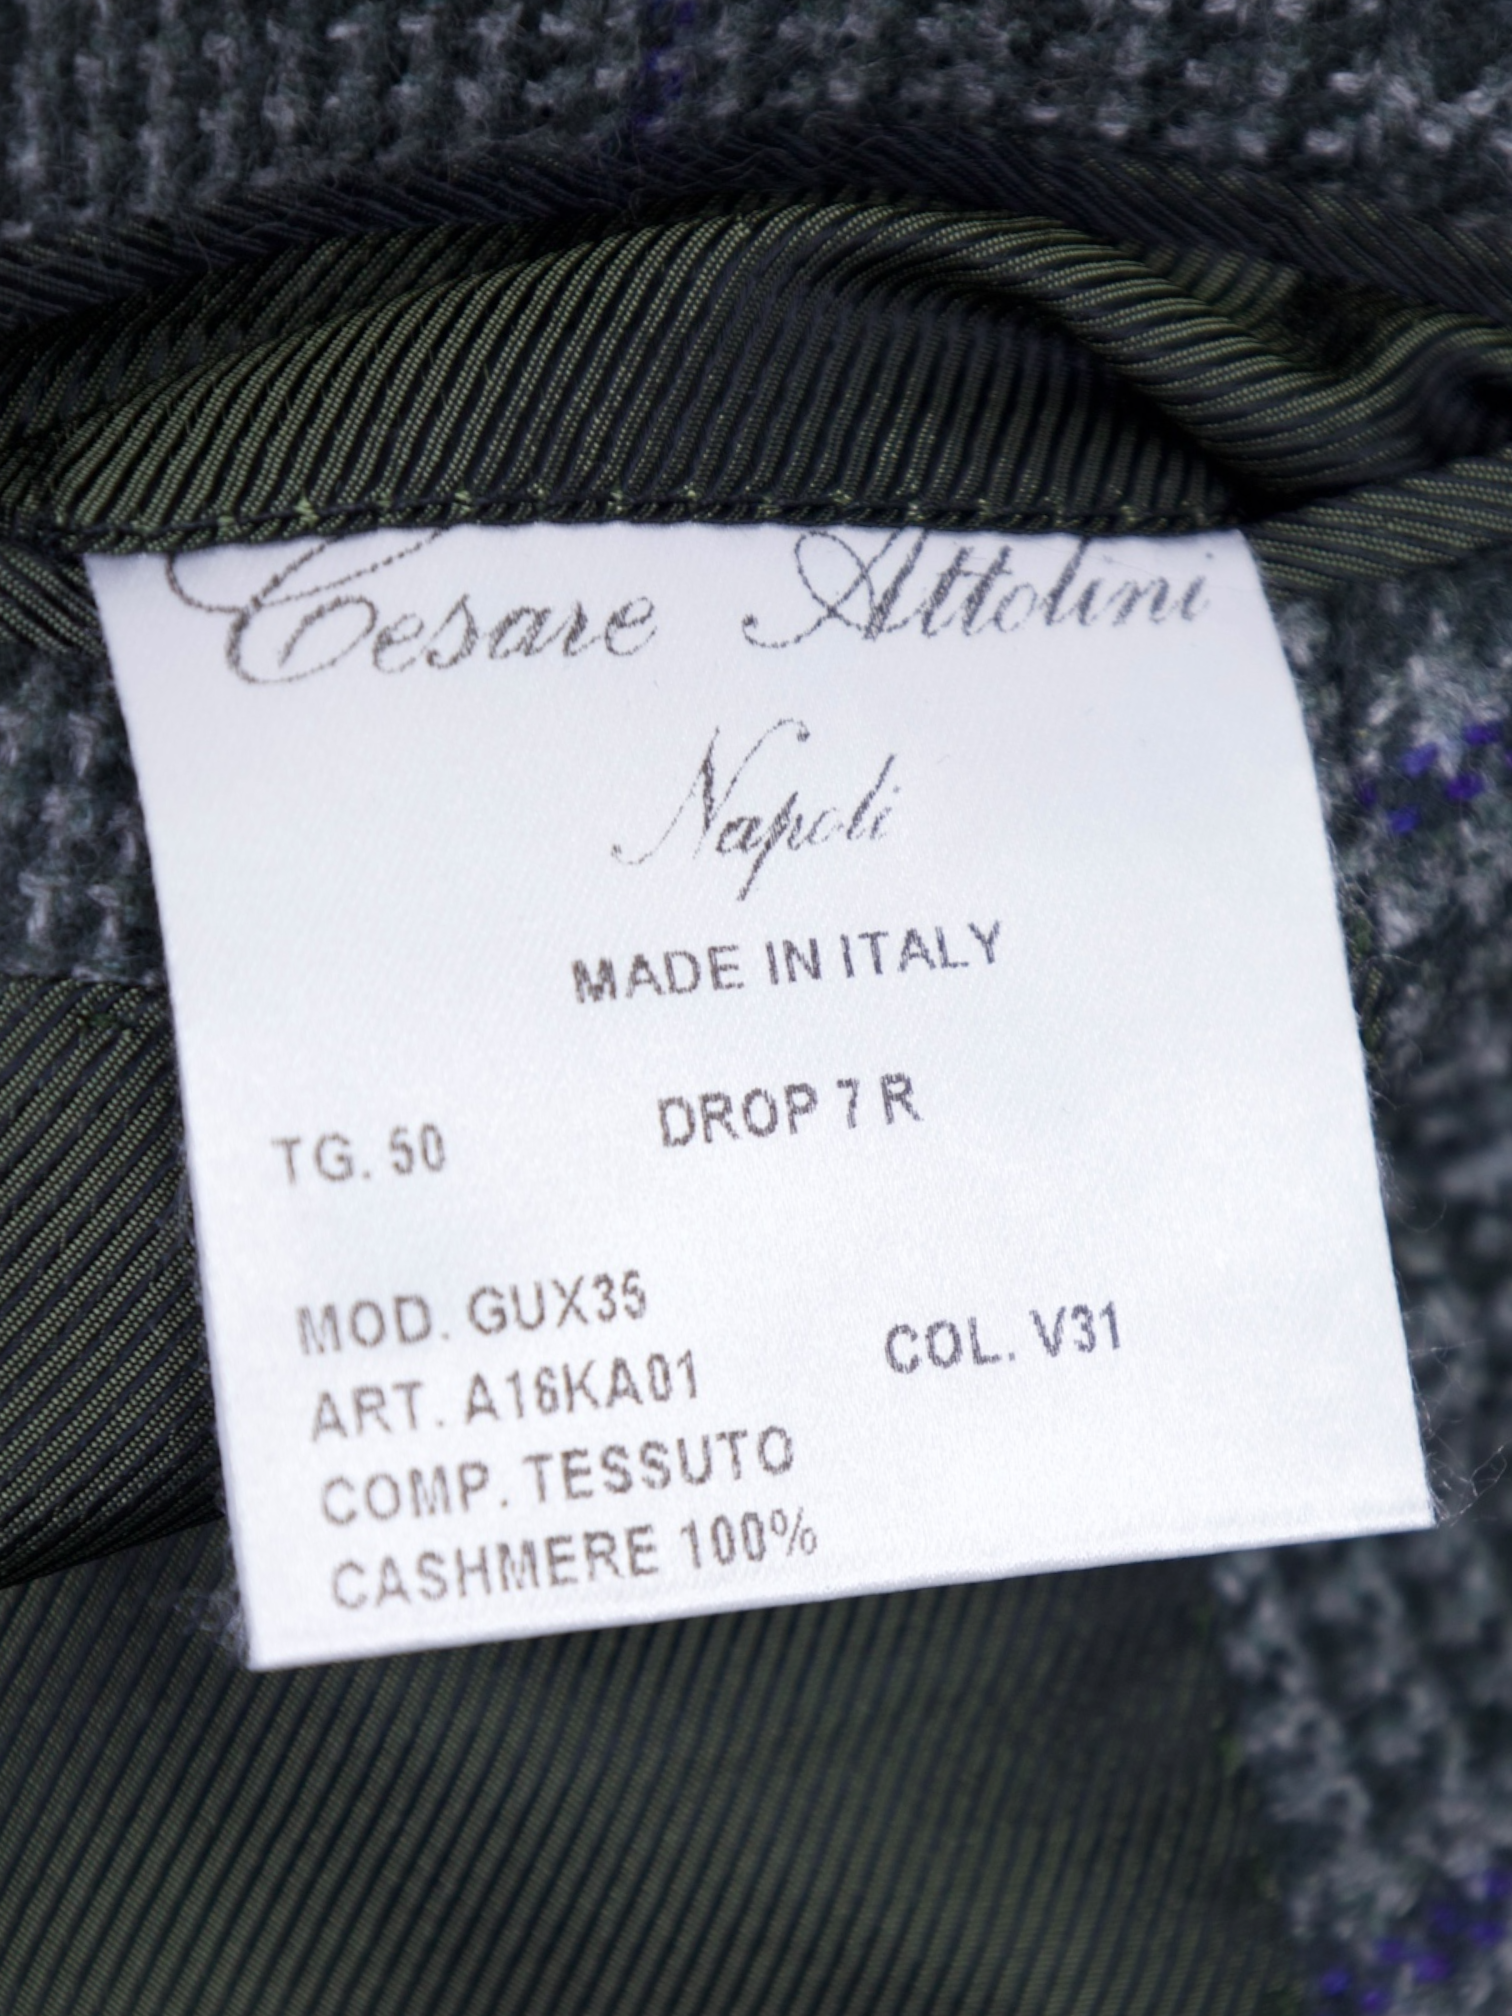 Cesare Attolini
Napoli
MADE IN ITALY
TG. 50 DROP 7 R
MOD. GUX35
ART. A16KA01 COL. V31
COMP. TESSUTO
CASHMERE 100%